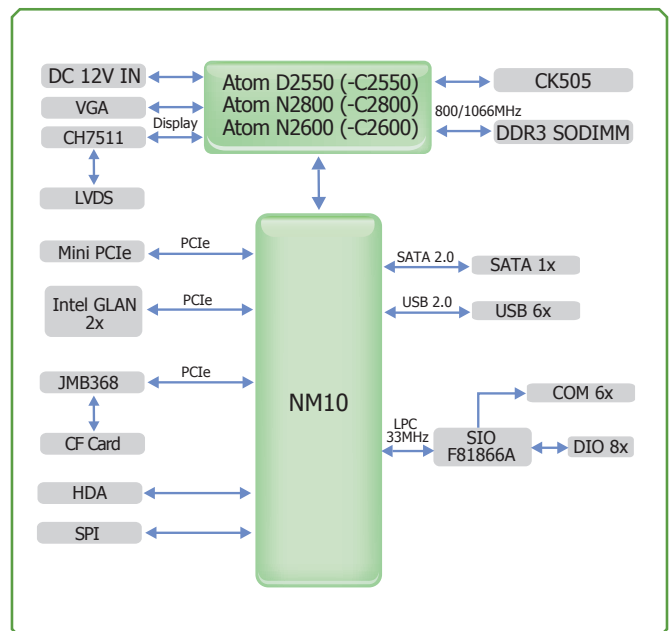 DC 12V IN
VGA
CH7511
Display
LVDS
Atom D2550 (-C2550)
Atom N2800 (-C2800)
Atom N2600 (-C2600)
CK505
800/1066MHz
DDR3 SODIMM
Mini PCIe
PCIe
Intel GLAN
2x
PCIe
JMB368
PCIe
CF Card
HDA
SPI
NM10
SATA 2.0
SATA 1x
USB 2.0
USB 6x
LPC
33MHz
SIO
F81866A
COM 6x
DIO 8x